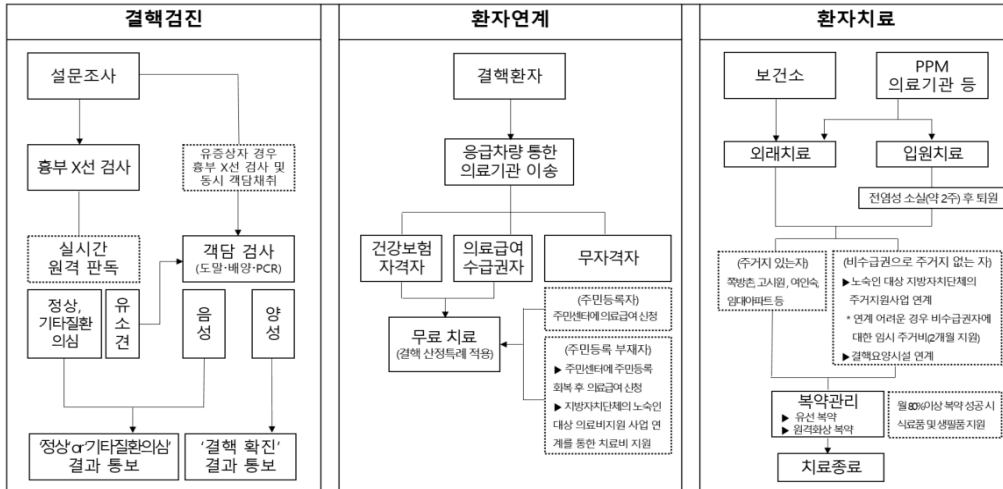 결핵검진
설문조사
흉부 X선 검사
유증상자 경우
흉부 X선 검사 및
동시 객담채취
실시간
원격 판독
객담 검사
(도말·배양·PCR)
정상,
기타질환
의심
유
소
견
음
성
양
성
‘정상’ or ‘기타질환의심’
결과 통보
‘결핵 확진’
결과 통보
환자연계
결핵환자
응급차량 통한
의료기관 이송
건강보험
자격자
의료급여
수급권자
무자격자
무료 치료
(결핵 산정특례 적용)
(주민등록자)
주민센터에 의료급여 신청
(주민등록 부재자)
▶ 주민센터에 주민등록
회복 후 의료급여 신청
▶ 지방자치단체의 노숙인
대상 의료비지원 사업 연
계를 통한 치료비 지원
환자치료
보건소
PPM
의료기관 등
외래치료
입원치료
전염성 소실(약 2주) 후 퇴원
(주거지 있는자)
쪽방촌, 고시원, 여인숙,
임대아파트 등
(비수급권으로 주거지 없는 자)
▶노숙인 대상 지방자치단체의
주거지원사업 연계
* 연계 어려운 경우 비수급권자에
대한 임시 주거비(2개월 지원)
▶결핵요양시설 연계
복약관리
▶ 유선 복약
▶ 원격화상 복약
월 80%이상 복약 성공 시
식료품 및 생필품 지원
치료종료